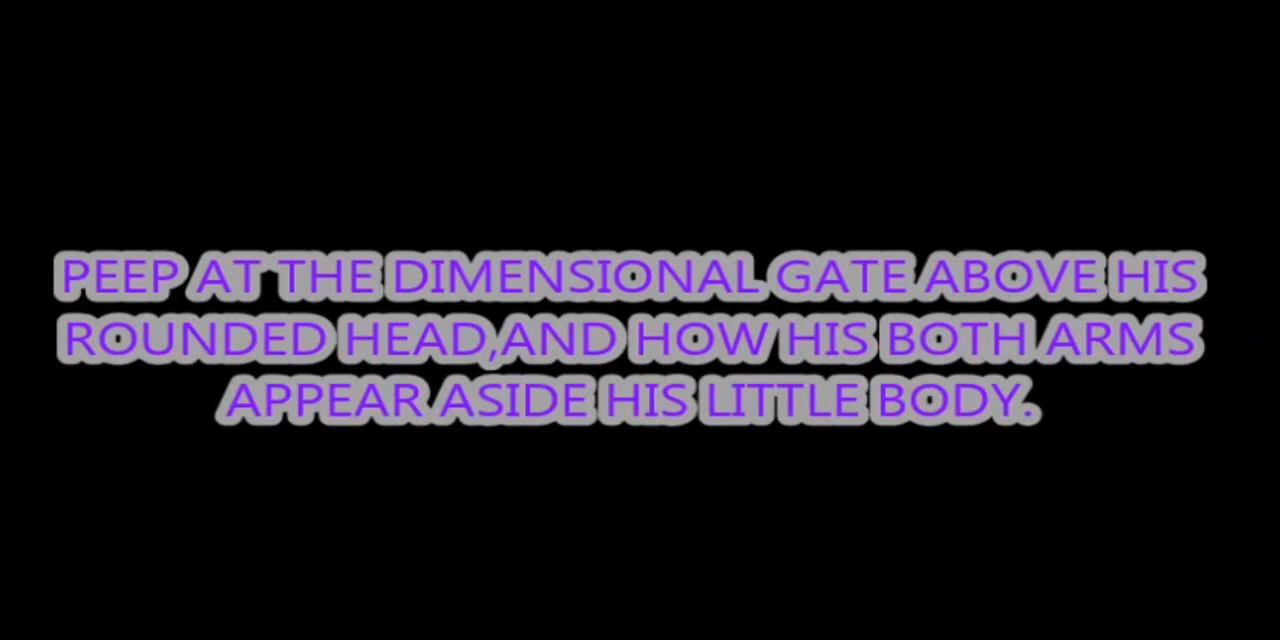 PEEP AT THE DIMENSIONAL GATE ABOVE HIS
ROUNDED HEAD,AND HOW HIS BOTH ARMS
APPEAR ASIDE HIS LITTLE BODY.